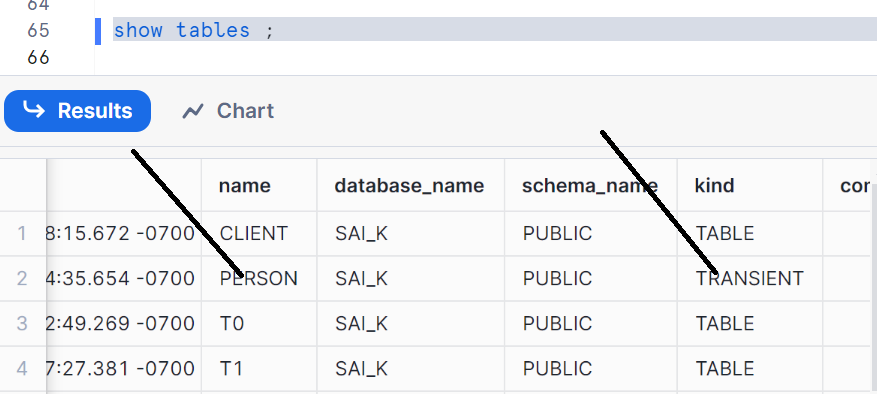 64
65 show tables ;
66
Results Chart
name database_name schema_name kind con
1 8:15.672 -0700 CLIENT SAI_K PUBLIC TABLE
2 4:35.654 -0700 PERSON SAI_K PUBLIC TRANSIENT
3 2:49.269 -0700 T0 SAI_K PUBLIC TABLE
4 7:27.381 -0700 T1 SAI_K PUBLIC TABLE